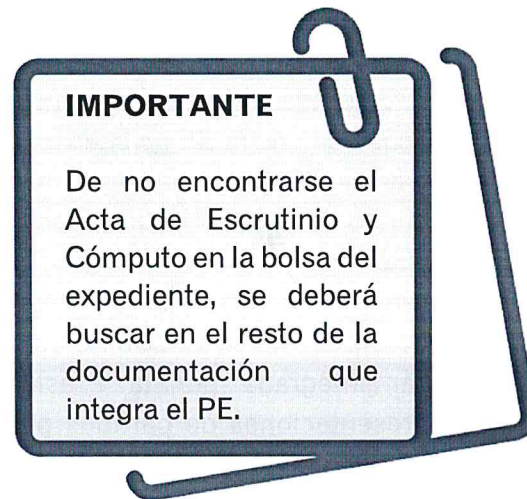 IMPORTANTE
De no encontrarse el
Acta de Escrutinio y
Cómputo en la bolsa del
expediente, se deberá
buscar en el resto de la
documentación que
integra el PE.